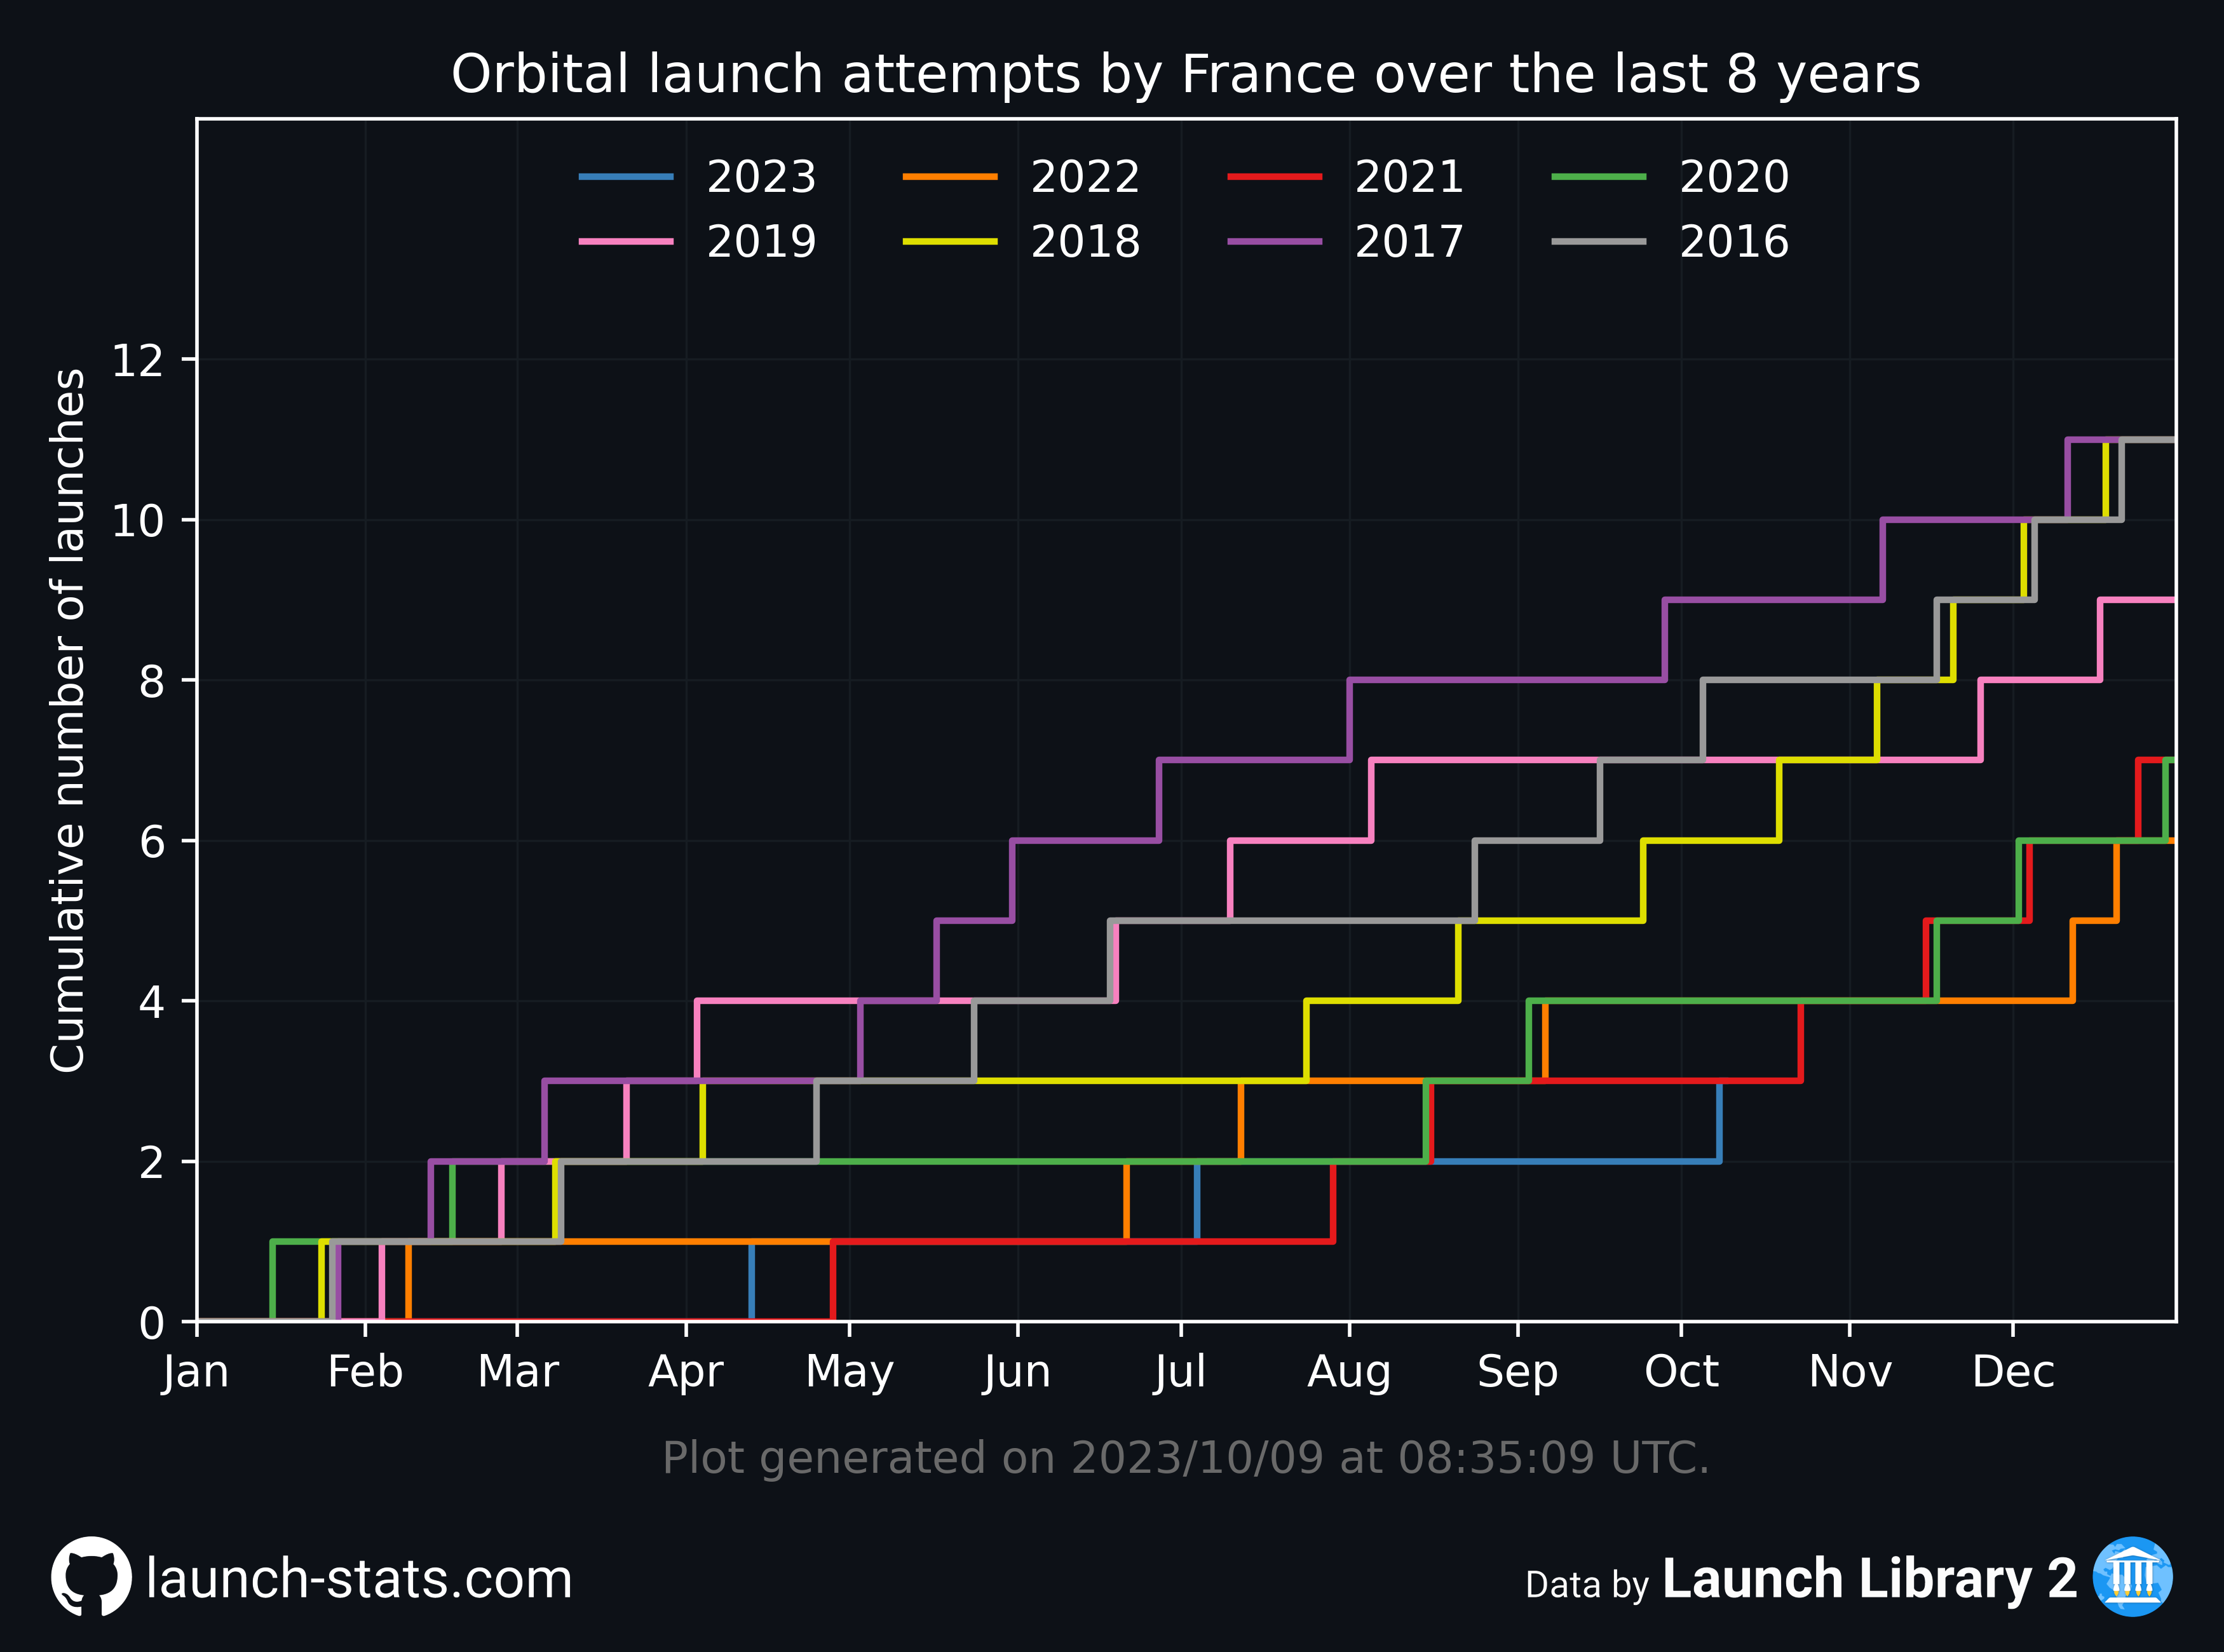 Orbital launch attempts by France over the last 8 years
2023 2022 2021 2020
2019 2018 2017 2016
Cumulative number of launches
12
10
8
6
4
2
0
Jan Feb Mar Apr May Jun Jul Aug Sep Oct Nov Dec
Plot generated on 2023/10/09 at 08:35:09 UTC.
launch-stats.com
Data by Launch Library 2